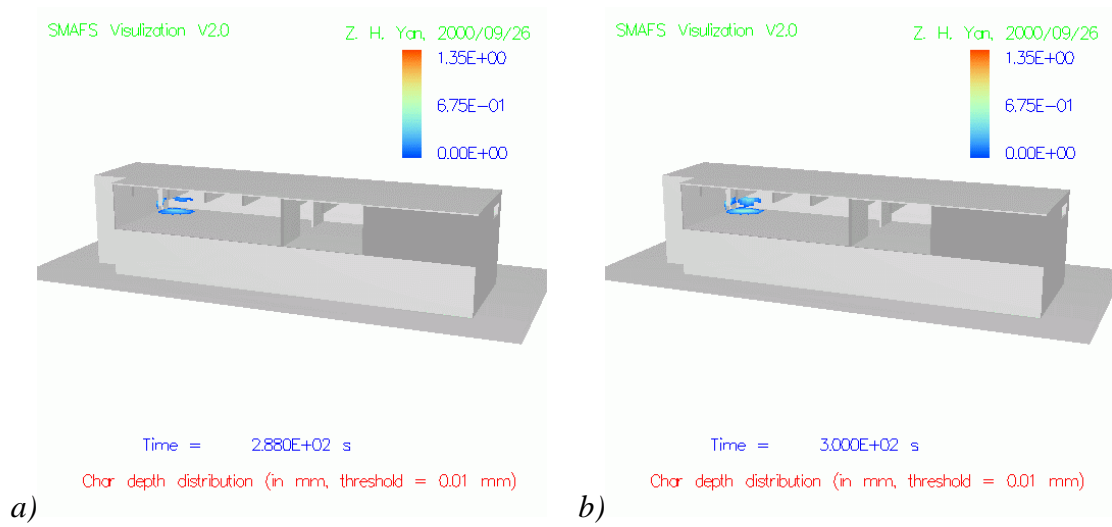 SMAFS Visulization V2.0
Z. H. Yan, 2000/09/26
1.35E+00
6.75E-01
0.00E+00
Time = 2.880E+02 s
Char depth distribution (in mm, threshold = 0.01 mm)
a)
SMAFS Visulization V2.0
Z. H. Yan, 2000/09/26
1.35E+00
6.75E-01
0.00E+00
Time = 3.000E+02 s
Char depth distribution (in mm, threshold = 0.01 mm)
b)